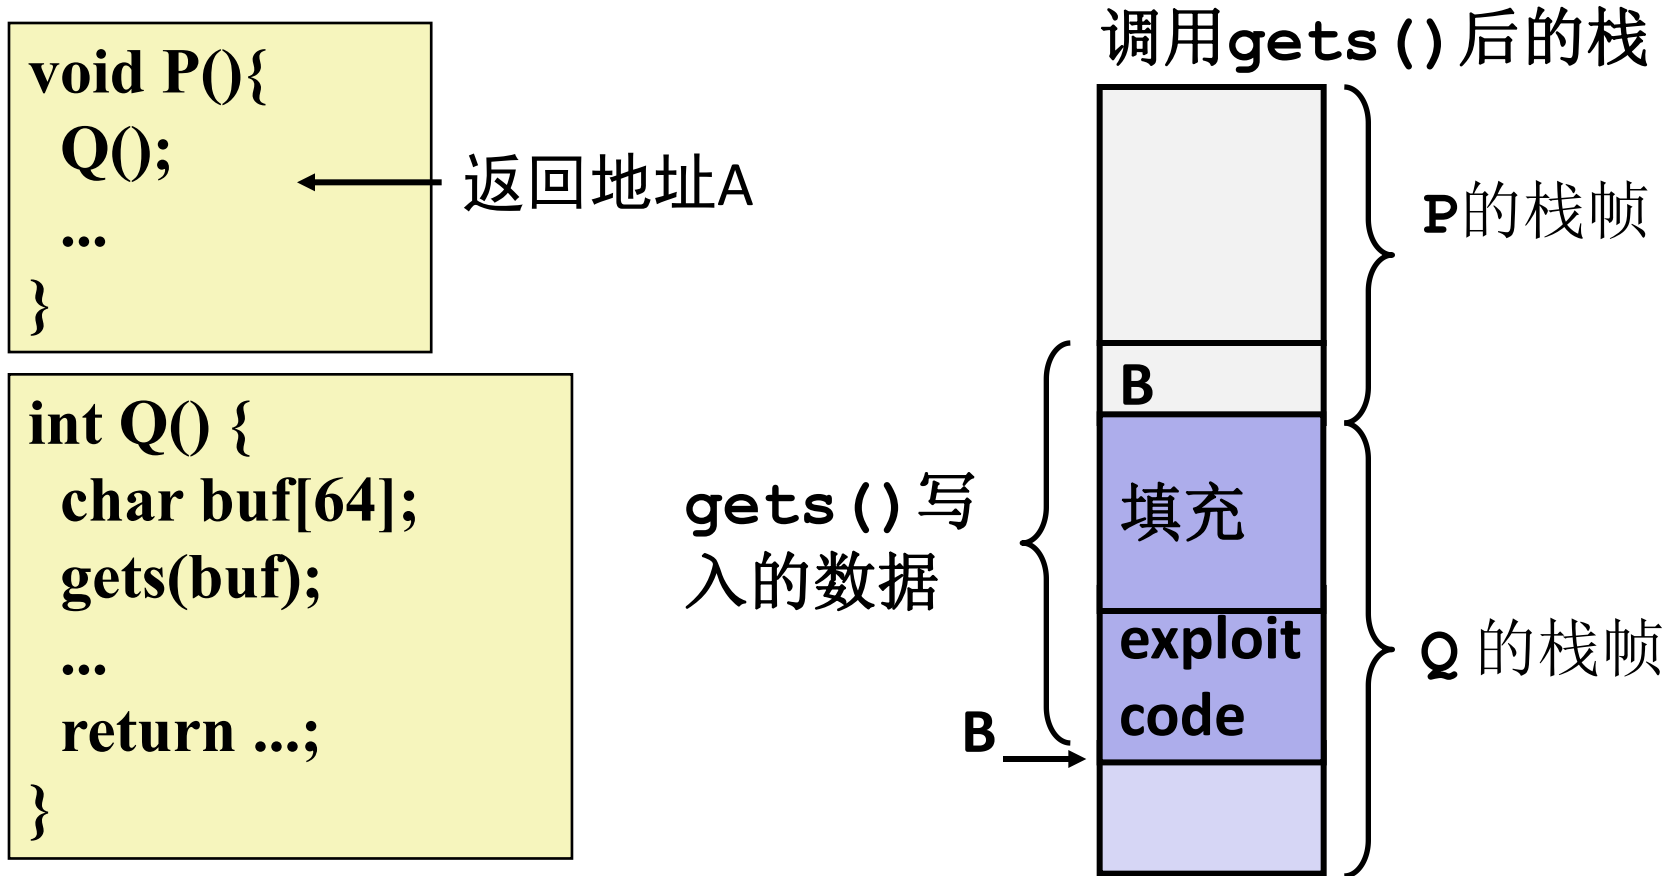 void P(){
Q();
...
}
返回地址A
int Q() {
char buf[64];
gets(buf);
...
return ...;
}
调用gets()后的栈
P的栈帧
B
gets()写
入的数据
填充
exploit
code
B
Q 的栈帧